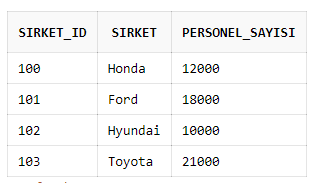 SIRKET_ID SIRKET PERSONEL_SAYISI
100 Honda 12000
101 Ford 18000
102 Hyundai 10000
103 Toyota 21000